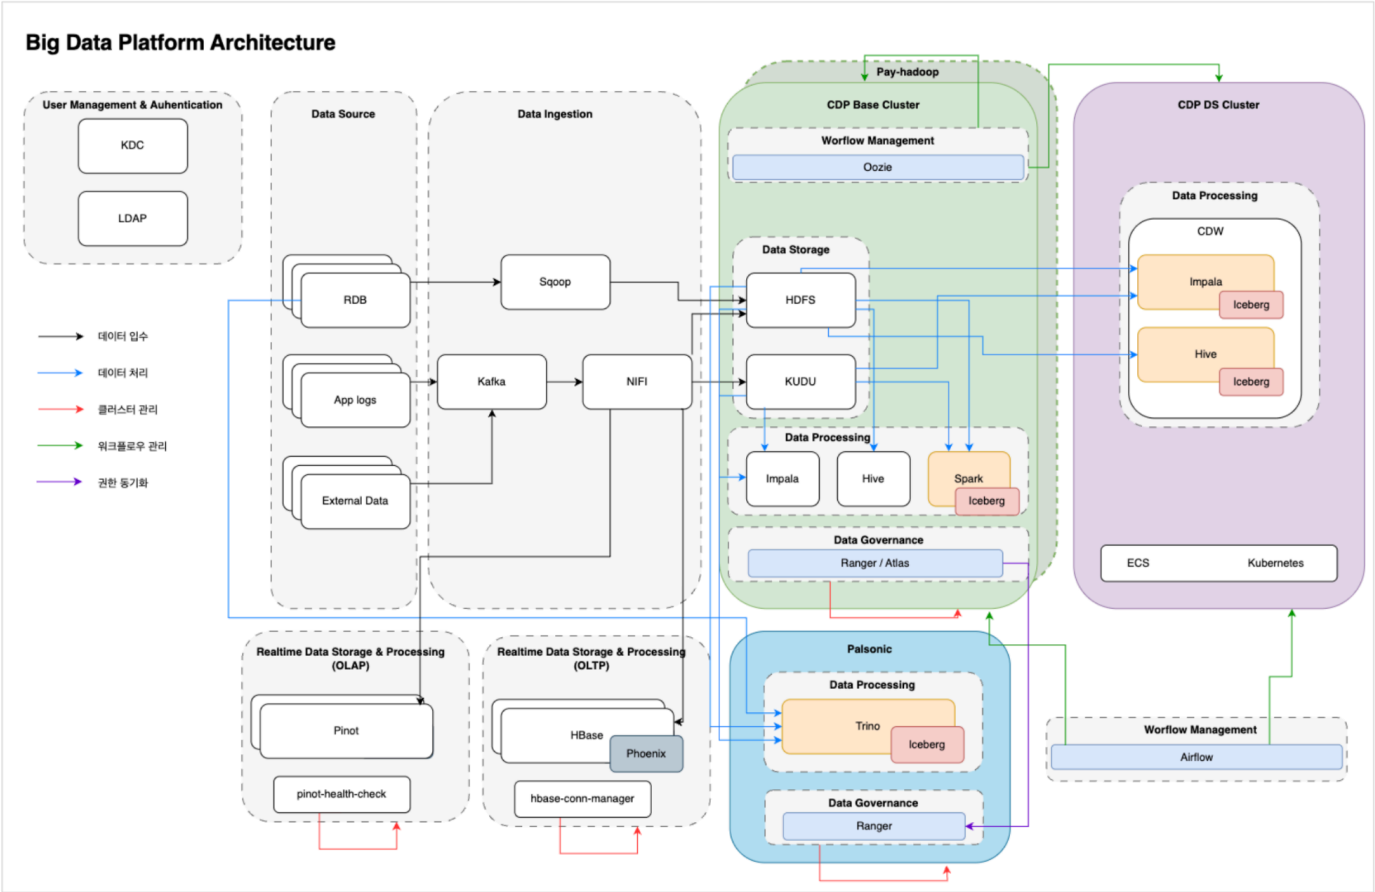 Big Data Platform Architecture
User Management & Auhentication
KDC
LDAP
데이터 입수
데이터 처리
클러스터 관리
워크플로우 관리
권한 동기화
Data Source
RDB
App logs
External Data
Data Ingestion
Sqoop
Kafka
NIFI
Pay-hadoop
CDP Base Cluster
Worflow Management
Oozie
Data Storage
HDFS
KUDU
Data Processing
Impala
Hive
Spark
Iceberg
Data Governance
Ranger / Atlas
CDP DS Cluster
Data Processing
CDW
Impala
Iceberg
Hive
Iceberg
ECS
Kubernetes
Realtime Data Storage & Processing
(OLAP)
Pinot
pinot-health-check
Realtime Data Storage & Processing
(OLTP)
HBase
Phoenix
hbase-conn-manager
Palsonic
Data Processing
Trino
Iceberg
Data Governance
Ranger
Worflow Management
Airflow